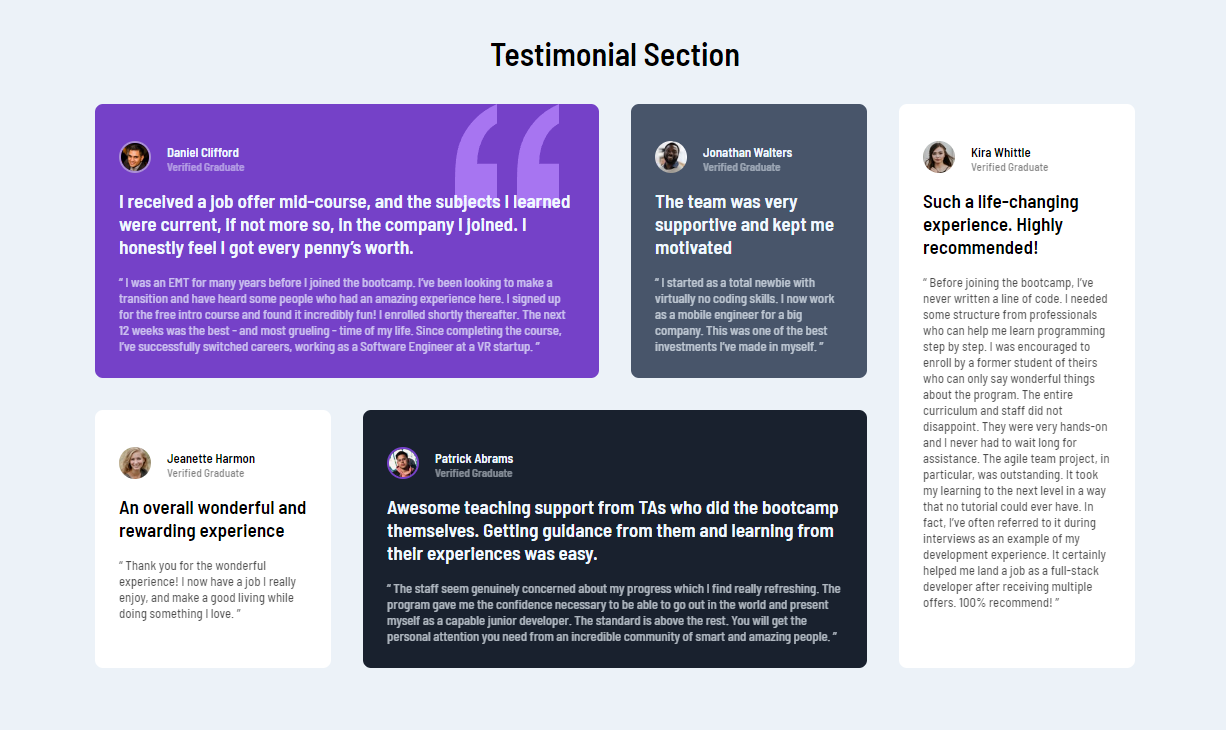 Testimonial Section
Daniel Clifford
Verified Graduate
I received a job offer mid-course, and the subjects I learned
were current, if not more so, in the company I joined. I
honestly feel I got every penny’s worth.
“ I was an EMT for many years before I joined the bootcamp. I’ve been looking to make a
transition and have heard some people who had an amazing experience here. I signed up
for the free intro course and found it incredibly fun! I enrolled shortly thereafter. The next
12 weeks was the best - and most grueling - time of my life. Since completing the course,
I’ve successfully switched careers, working as a Software Engineer at a VR startup. ”
Jonathan Walters
Verified Graduate
The team was very
supportive and kept me
motivated
“ I started as a total newbie with
virtually no coding skills. I now work
as a mobile engineer for a big
company. This was one of the best
investments I’ve made in myself. ”
Kira Whittle
Verified Graduate
Such a life-changing
experience. Highly
recommended!
“ Before joining the bootcamp, I’ve
never written a line of code. I needed
some structure from professionals
who can help me learn programming
step by step. I was encouraged to
enroll by a former student of theirs
who can only say wonderful things
about the program. The entire
curriculum and staff did not
disappoint. They were very hands-on
and I never had to wait long for
assistance. The agile team project, in
particular, was outstanding. It took
my learning to the next level in a way
that no tutorial could ever have. In
fact, I’ve often referred to it during
interviews as an example of my
development experience. It certainly
helped me land a job as a full-stack
developer after receiving multiple
offers. 100% recommend! ”
Jeanette Harmon
Verified Graduate
An overall wonderful and
rewarding experience
“ Thank you for the wonderful
experience! I now have a job I really
enjoy, and make a good living while
doing something I love. ”
Patrick Abrams
Verified Graduate
Awesome teaching support from TAs who did the bootcamp
themselves. Getting guidance from them and learning from
their experiences was easy.
“ The staff seem genuinely concerned about my progress which I find really refreshing. The
program gave me the confidence necessary to be able to go out in the world and present
myself as a capable junior developer. The standard is above the rest. You will get the
personal attention you need from an incredible community of smart and amazing people. ”